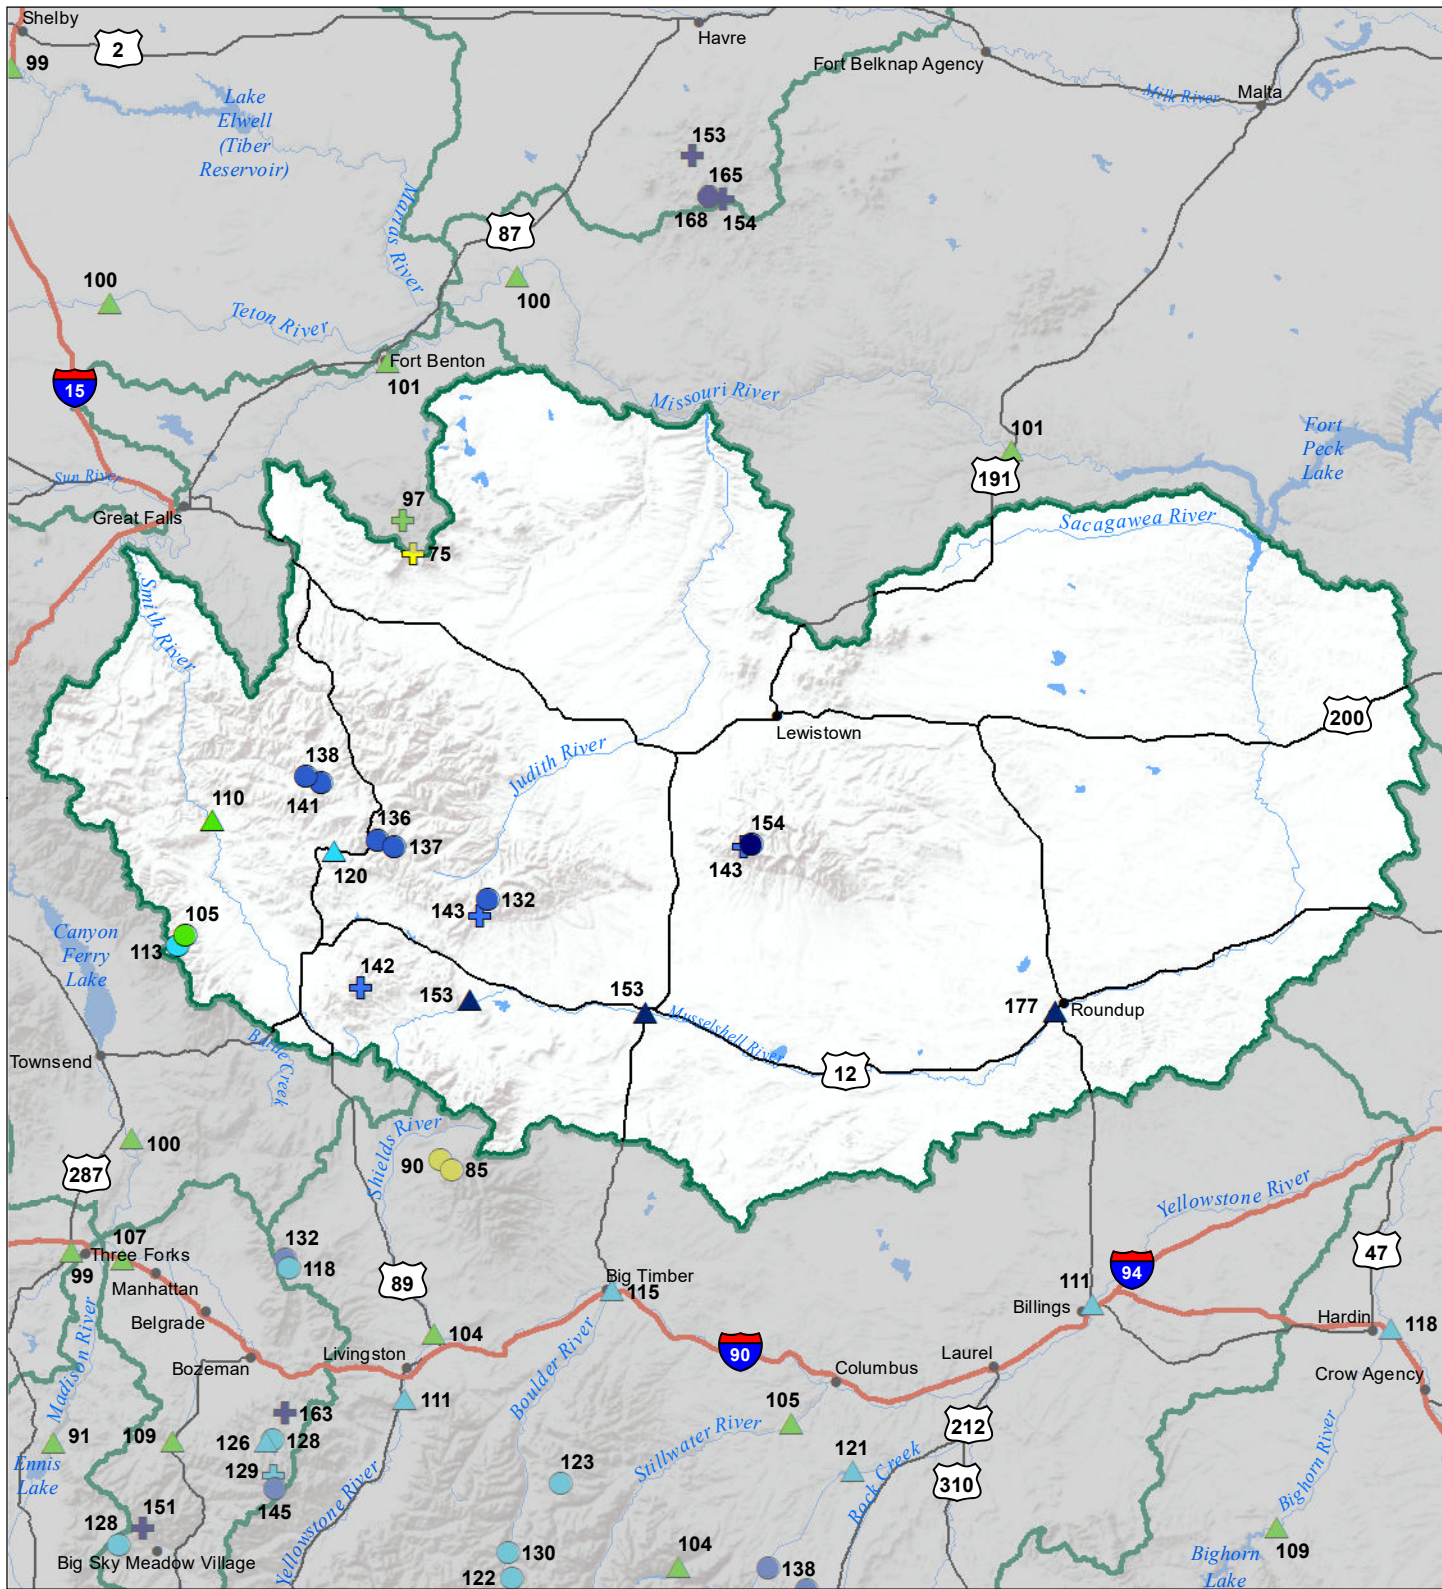 Shelby
2
Havre
99
Fort Belknap Agency
Lake
Elwell
(Tiber
Reservoir)
Milk River
Malta
153
165
168
154
Marias River
87
100
100
Teton River
Fort Benton
101
15
Missouri River
101
Fort
Peck
Lake
191
Sun River
97
Great Falls
75
Sacagawea River
Smith River
200
Lewistown
138
141
Judith River
110
136
137
154
143
120
132
143
105
113
Canyon
Ferry
Lake
142
153
153
177
Roundup
Musselshell River
12
Townsend
Battle Creek
100
287
Shields River
90
85
Yellowstone River
107
99
Three Forks
132
118
Manhattan
89
Big Timber
115
111
94
47
Billings
Hardin
118
Belgrade
Madison River
104
Boulder River
90
Livingston
Bozeman
Columbus
Laurel
Crow Agency
111
105
163
91
109
126
128
212
121
Stillwater River
Rock Creek
129
123
310
145
Ennis
Lake
Yellowstone River
Bighorn River
151
128
Big Sky Meadow Village
130
122
104
138
109
Bighorn
Lake